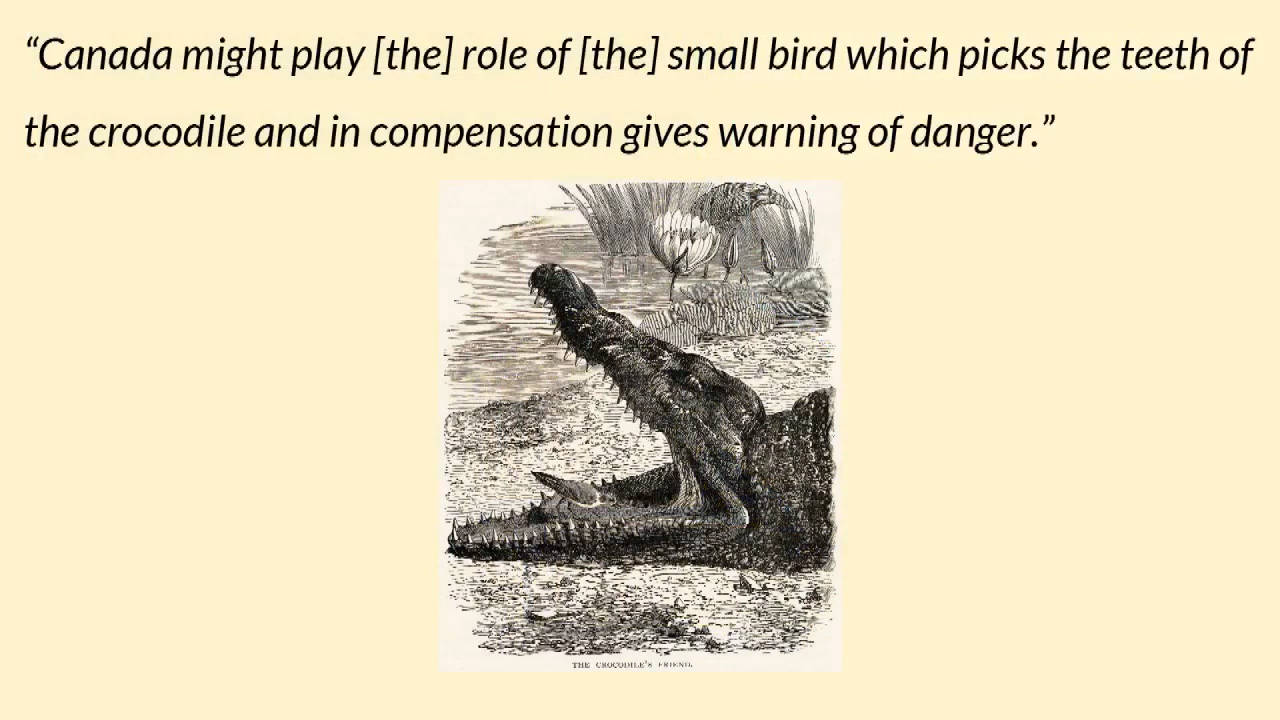 “Canada might play [the] role of [the] small bird which picks the teeth of
the crocodile and in compensation gives warning of danger.”
THE CROCODILE'S FRIEND.